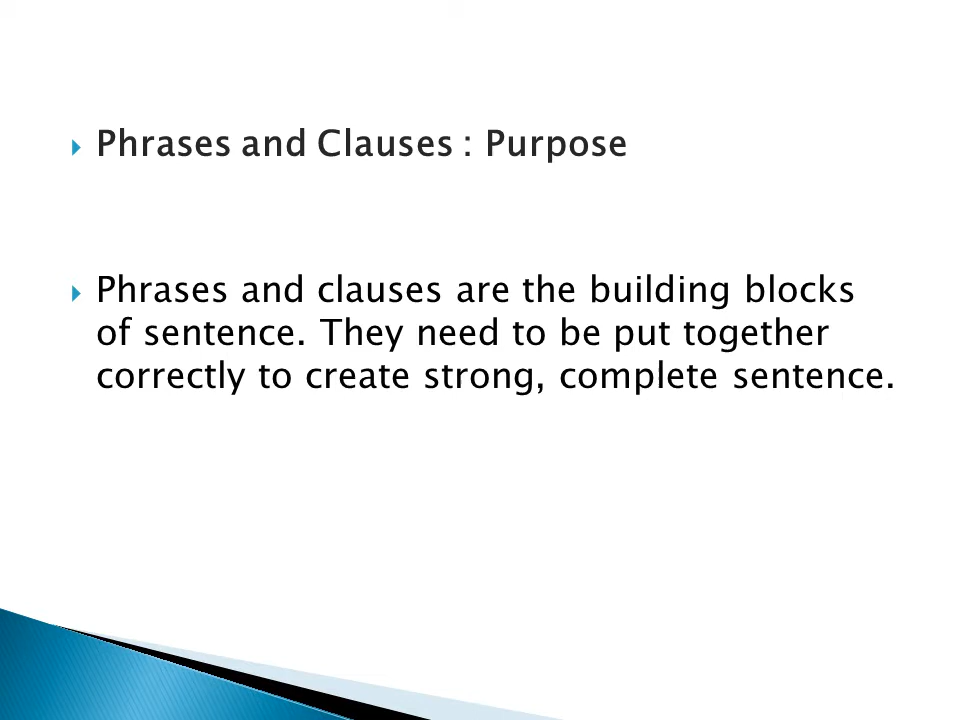 Phrases and Clauses : Purpose
Phrases and clauses are the building blocks
of sentence. They need to be put together
correctly to create strong, complete sentence.